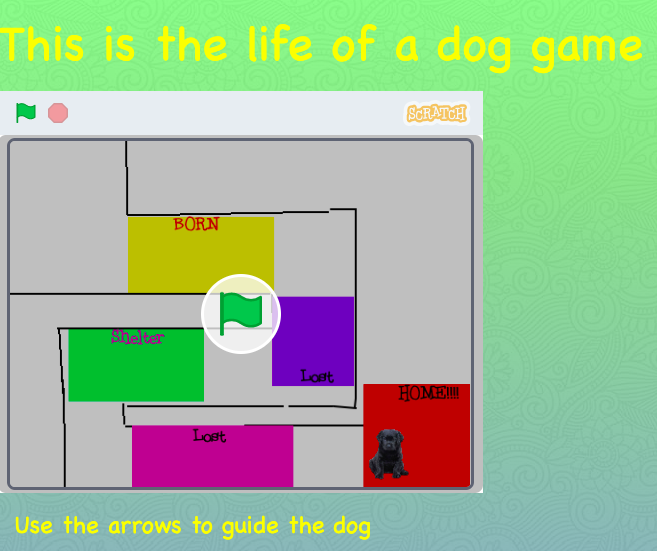 This is the life of a dog game
SCRATCH
BORN
Shelter
Lost
HOME!!!!
Lost
Use the arrows to guide the dog